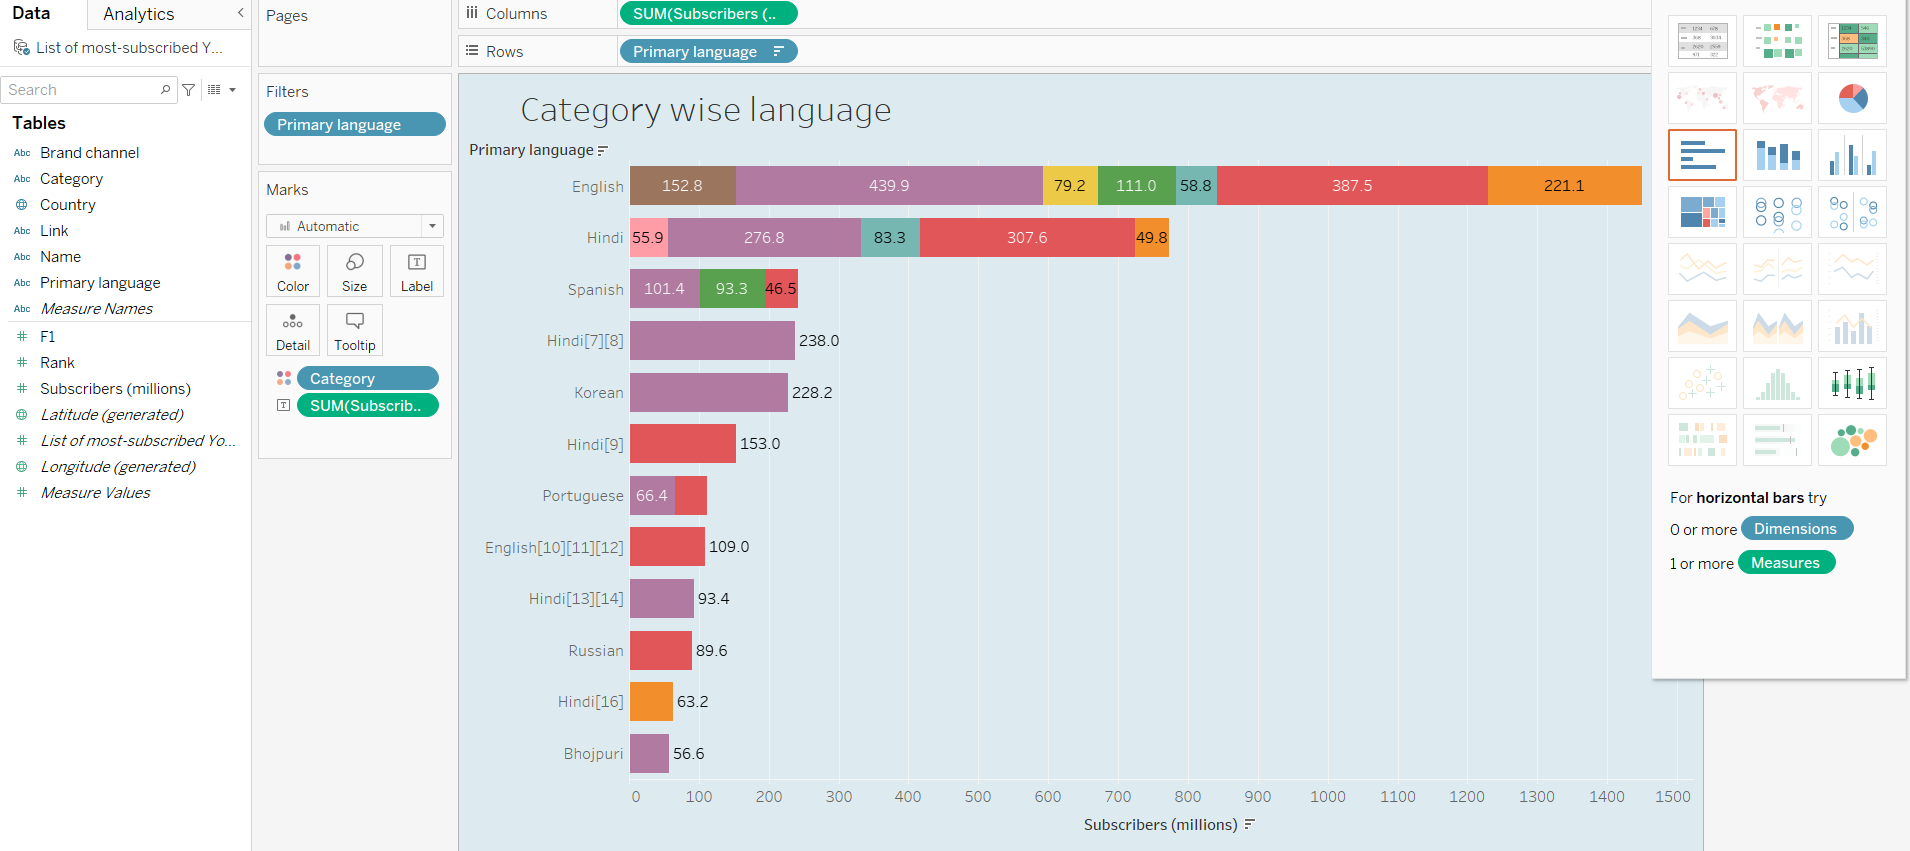 Data
Analytics
List of most-subscribed Y...
Search
Tables
Abc Brand channel
Abc Category
Country
Abc Link
Abc Name
Abc Primary language
Abc Measure Names
# F1
# Rank
# Subscribers (millions)
Latitude (generated)
# List of most-subscribed Yo...
Longitude (generated)
# Measure Values
Pages
Filters
Primary language
Marks
Automatic
Color Size Label
Detail Tooltip
Category
SUM(Subscrib..
Columns SUM(Subscribers (..
Rows Primary language
Category wise language
Primary language
English 152.8 439.9 79.2 111.0 58.8 387.5 221.1
Hindi 55.9 276.8 83.3 307.6 49.8
Spanish 101.4 93.3 46.5
Hindi[7][8] 238.0
Korean 228.2
Hindi[9] 153.0
Portuguese 66.4
English[10][11][12] 109.0
Hindi[13][14] 93.4
Russian 89.6
Hindi[16] 63.2
Bhojpuri 56.6
0 100 200 300 400 500 600 700 800 900 1000 1100 1200 1300 1400 1500
Subscribers (millions)
For horizontal bars try
0 or more Dimensions
1 or more Measures